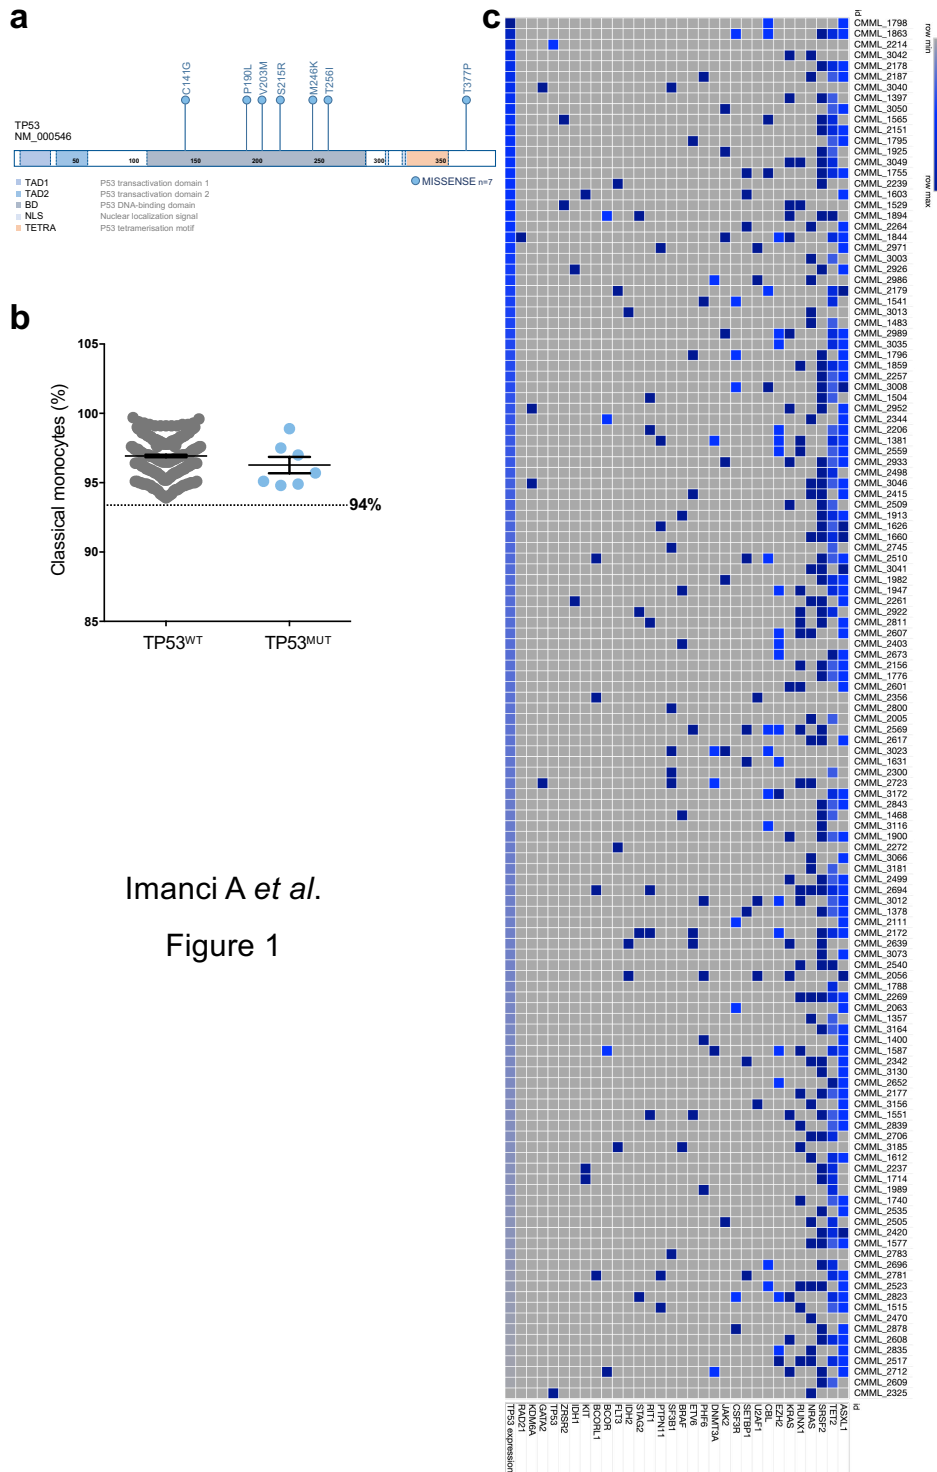 a
C141G
P190L
V203M
S215R
M246K
T256I
T377P
TP53
NM_000546
50
100
150
200
250
300
350
TAD1 P53 transactivation domain 1
TAD2 P53 transactivation domain 2
BD P53 DNA-binding domain
NLS Nuclear localization signal
TETRA P53 tetramerisation motif
MISSENSE n=7
b
Classical monocytes (%)
105
100
95
90
85
94%
TP53WT
TP53MUT
Imanci A et al.
Figure 1
c
id
row min
row max
CMML_1798
CMML_1863
CMML_2214
CMML_3042
CMML_2178
CMML_2187
CMML_3040
CMML_1397
CMML_3050
CMML_1565
CMML_2151
CMML_1795
CMML_1925
CMML_3049
CMML_1755
CMML_2239
CMML_1603
CMML_1529
CMML_1894
CMML_2264
CMML_1844
CMML_2971
CMML_3003
CMML_2926
CMML_2986
CMML_2179
CMML_1541
CMML_3013
CMML_1483
CMML_2989
CMML_3035
CMML_1796
CMML_1859
CMML_2257
CMML_3008
CMML_1504
CMML_2952
CMML_2344
CMML_2206
CMML_1381
CMML_2559
CMML_2933
CMML_2498
CMML_3046
CMML_2415
CMML_2509
CMML_1913
CMML_1626
CMML_1660
CMML_2745
CMML_2510
CMML_3041
CMML_1982
CMML_1947
CMML_2261
CMML_2922
CMML_2811
CMML_2607
CMML_2403
CMML_2673
CMML_2156
CMML_1776
CMML_2601
CMML_2356
CMML_2800
CMML_2005
CMML_2569
CMML_2617
CMML_3023
CMML_1631
CMML_2300
CMML_2723
CMML_3172
CMML_2843
CMML_1468
CMML_3116
CMML_1900
CMML_2272
CMML_3066
CMML_3181
CMML_2499
CMML_2694
CMML_3012
CMML_1378
CMML_2111
CMML_2172
CMML_2639
CMML_3073
CMML_2540
CMML_2056
CMML_1788
CMML_2269
CMML_2063
CMML_1357
CMML_3164
CMML_1400
CMML_1587
CMML_2342
CMML_3130
CMML_2652
CMML_2177
CMML_3156
CMML_1551
CMML_2839
CMML_2706
CMML_3185
CMML_1612
CMML_2237
CMML_1714
CMML_1989
CMML_1740
CMML_2535
CMML_2505
CMML_2420
CMML_1577
CMML_2783
CMML_2696
CMML_2781
CMML_2523
CMML_2823
CMML_1515
CMML_2470
CMML_2878
CMML_2608
CMML_2835
CMML_2517
CMML_2712
CMML_2609
CMML_2325
TP53 expression
RAD21
KDM6A
GATA2
TP53
ZRSR2
IDH1
KIT
BCORL1
BCOR
FLT3
IDH2
STAG2
RIT1
PTPN11
SF3B1
BRAF
ETV6
PHF6
DNMT3A
JAK2
CSF3R
SETBP1
U2AF1
CBL
EZH2
KRAS
RUNX1
NRAS
SRSF2
TET2
ASXL1
id